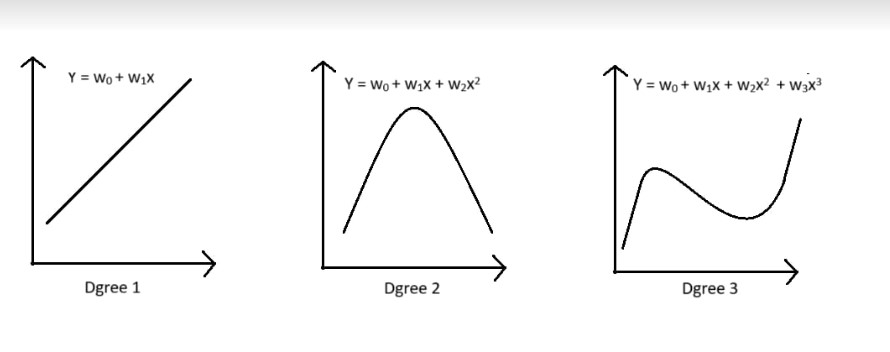 Y = W₀ + W₁X
Dgree 1
Y = W₀ + W₁X + W₂X²
Dgree 2
Y = W₀ + W₁X + W₂X² + W₃X³
Dgree 3